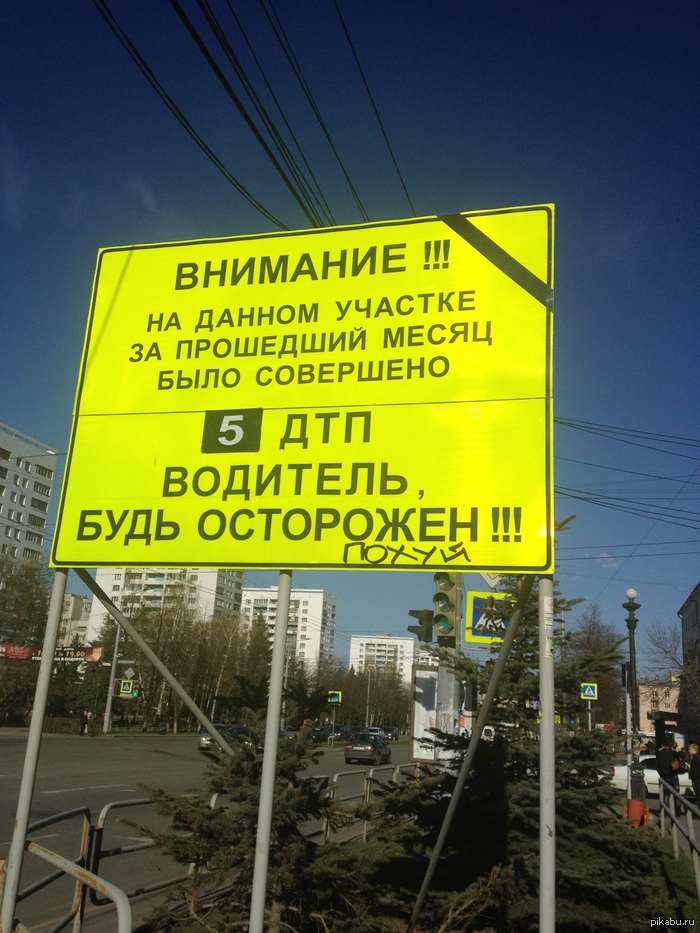 ВНИМАНИЕ !!!
НА ДАННОМ УЧАСТКЕ
ЗА ПРОШЕДШИЙ МЕСЯЦ
БЫЛО СОВЕРШЕНО
5 ДТП
ВОДИТЕЛЬ,
БУДЬ ОСТОРОЖЕН !!!
ПОХУЙ
pikabu.ru